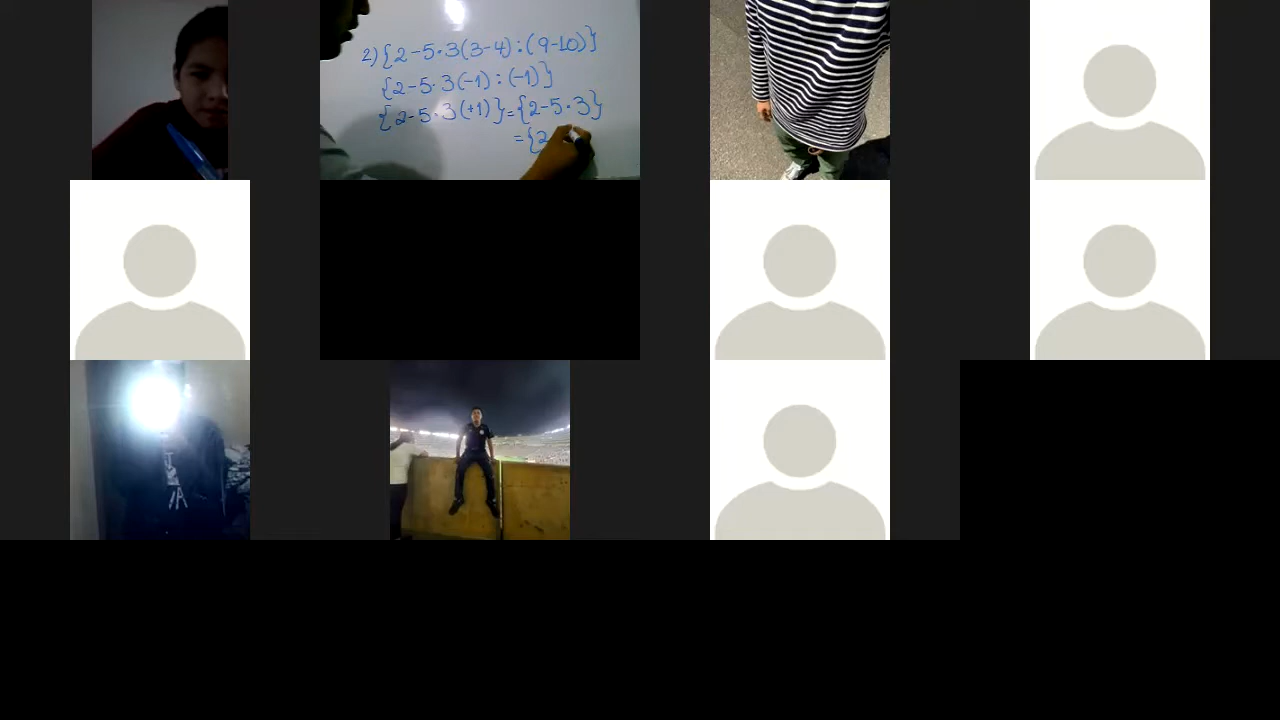 2) {2-5·3(3-4):(9-10)}
{2-5·3(-1):(-1)}
{2-5·3(+1)}={2-5·3}
={2